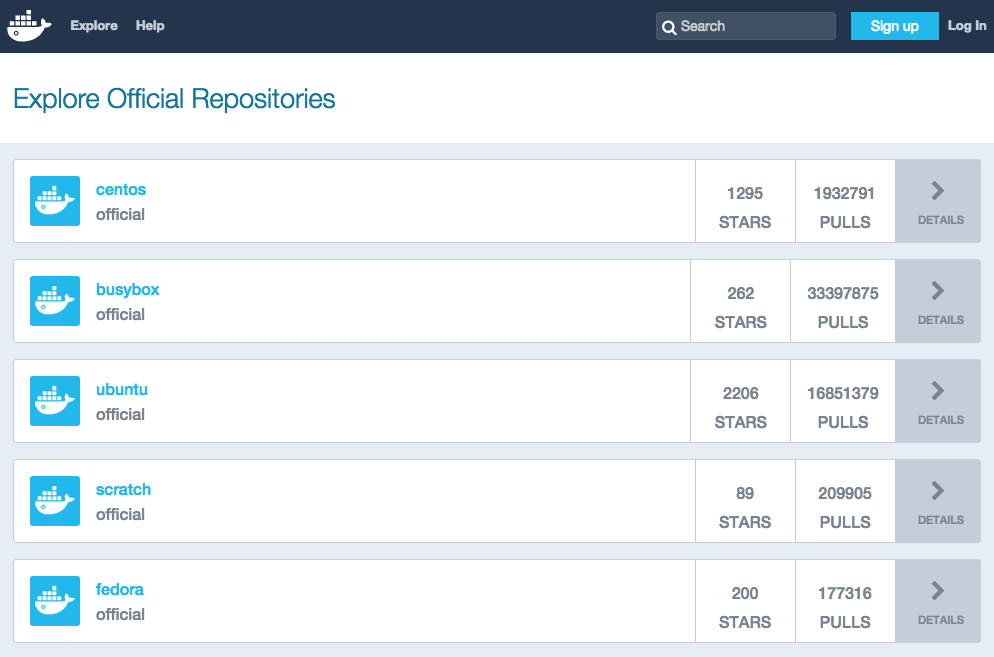 Explore Help Search Sign up Log In
Explore Official Repositories
centos
official
1295
STARS
1932791
PULLS
DETAILS
busybox
official
262
STARS
33397875
PULLS
DETAILS
ubuntu
official
2206
STARS
16851379
PULLS
DETAILS
scratch
official
89
STARS
209905
PULLS
DETAILS
fedora
official
200
STARS
177316
PULLS
DETAILS